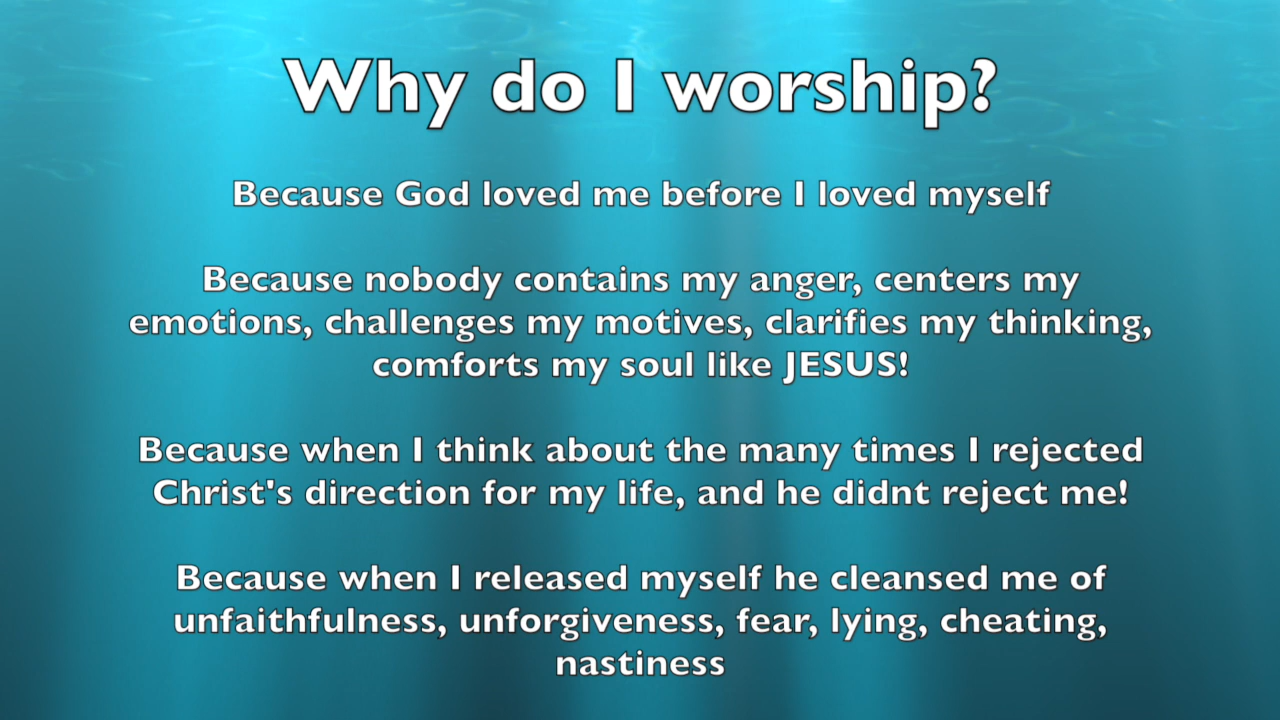 Why do I worship?
Because God loved me before I loved myself
Because nobody contains my anger, centers my
emotions, challenges my motives, clarifies my thinking,
comforts my soul like JESUS!
Because when I think about the many times I rejected
Christ's direction for my life, and he didnt reject me!
Because when I released myself he cleansed me of
unfaithfulness, unforgiveness, fear, lying, cheating,
nastiness